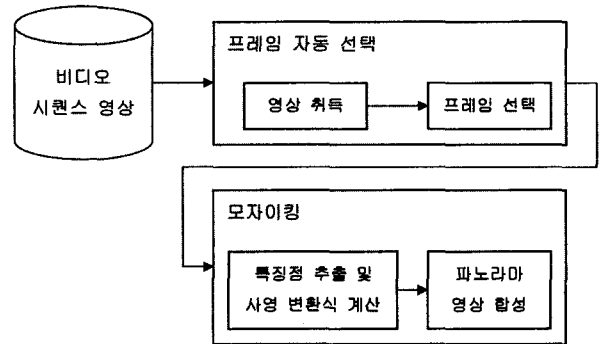 비디오
시퀀스 영상
프레임 자동 선택
영상 취득
프레임 선택
모자이킹
특징점 추출 및
사영 변환식 계산
파노라마
영상 합성